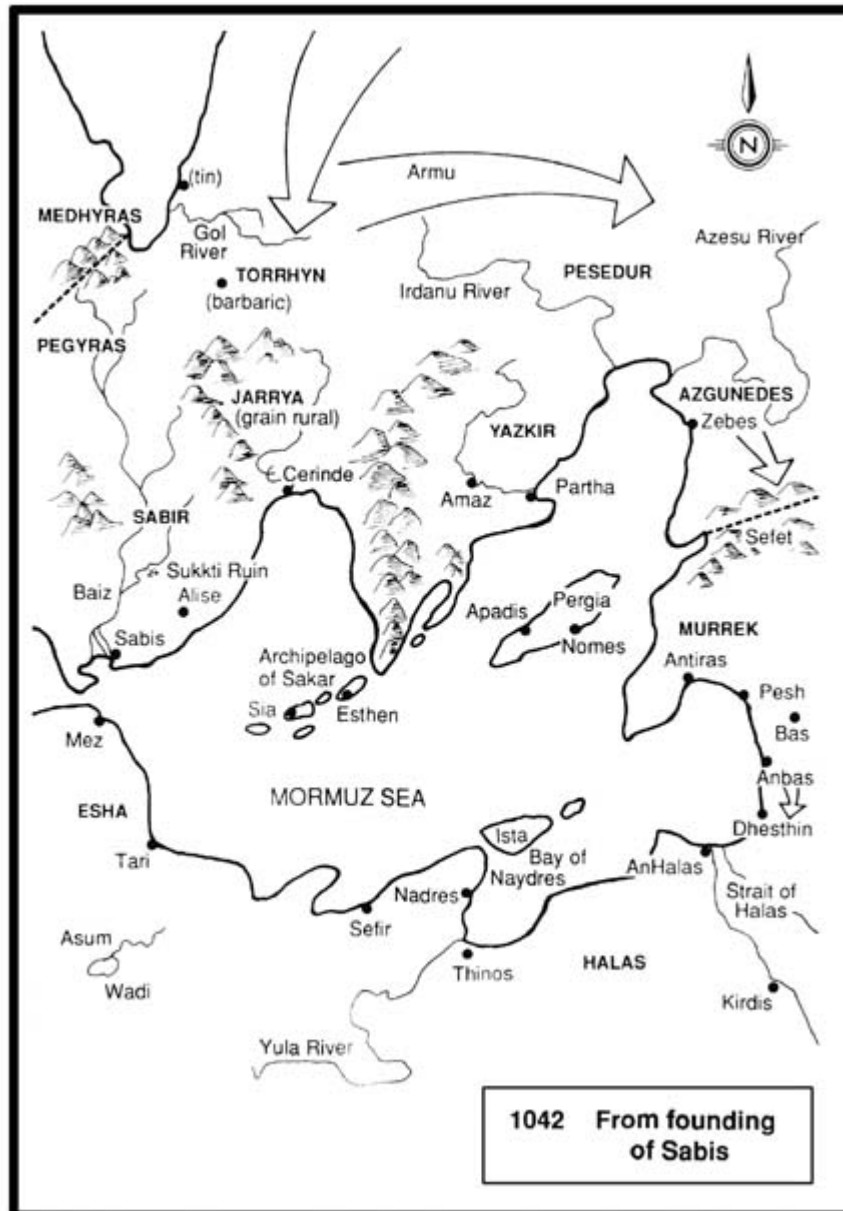 (tin)
Armu
N
MEDHYRAS
Gol
River
Azesu River
TORRHYN
(barbaric)
Irdanu River
PESEDUR
PEGYRAS
JARRYA
(grain rural)
AZGUNEDES
Zebes
YAZKIR
Cerinde
Amaz
Partha
SABIR
Sefet
Sukkti Ruin
Baiz
Alise
Apadis
Pergia
Nomes
MURREK
Sabis
Archipelago
of Sakar
Antiras
Sia
Esthen
Pesh
Bas
Mez
Anbas
MORMUZ SEA
ESHA
Dhesthin
Tari
Ista
Bay of
Naydres
AnHalas
Nadres
Strait of
Halas
Sefir
Asum
Wadi
Thinos
HALAS
Kirdis
Yula River
1042 From founding
of Sabis